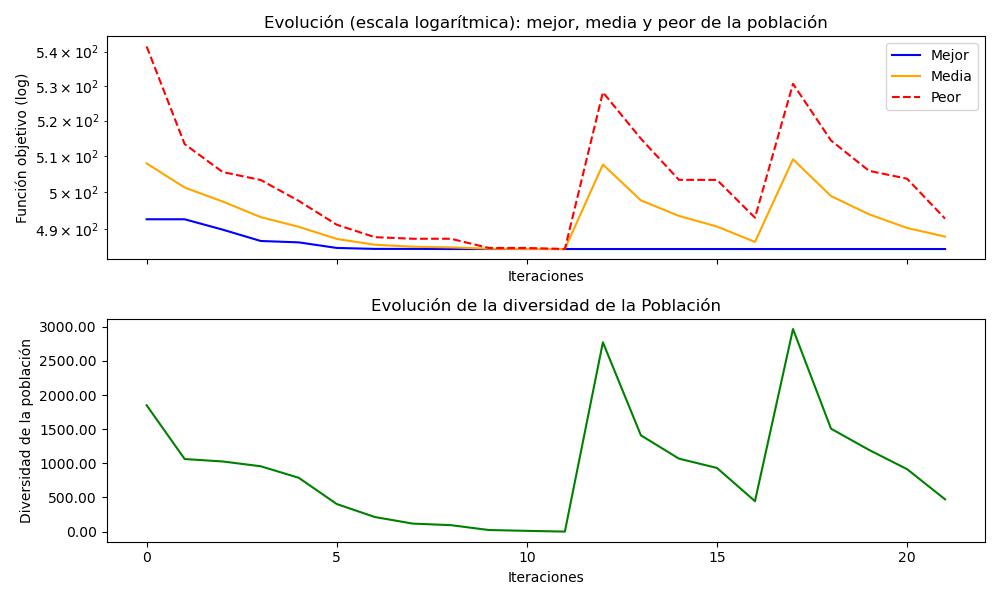 Evolución (escala logarítmica): mejor, media y peor de la población
Función objetivo (log)
5.4 × 10²
5.3 × 10²
5.2 × 10²
5.1 × 10²
5 × 10²
4.9 × 10²
Mejor
Media
Peor
Iteraciones
Evolución de la diversidad de la Población
Diversidad de la población
3000.00
2500.00
2000.00
1500.00
1000.00
500.00
0.00
0 5 10 15 20
Iteraciones